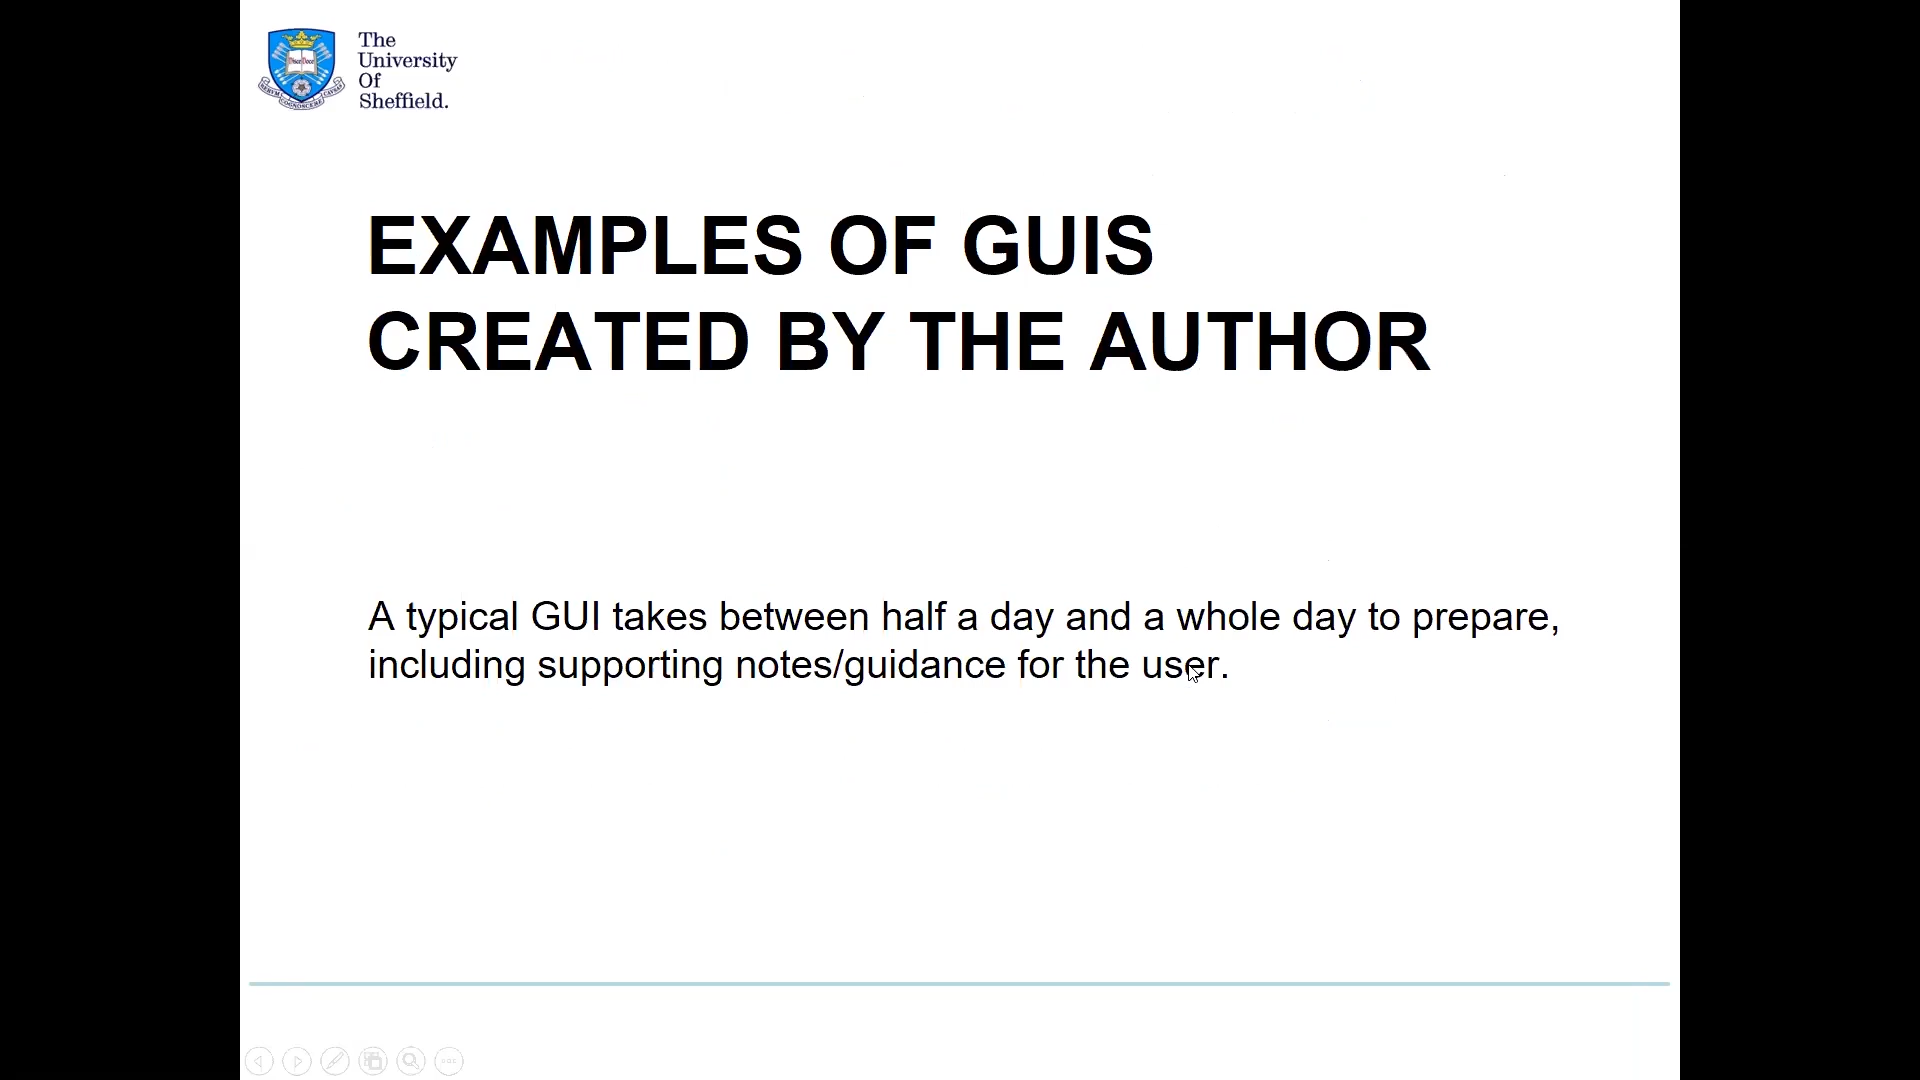 The
University
Of
Sheffield.
EXAMPLES OF GUIS
CREATED BY THE AUTHOR
A typical GUI takes between half a day and a whole day to prepare,
including supporting notes/guidance for the user.